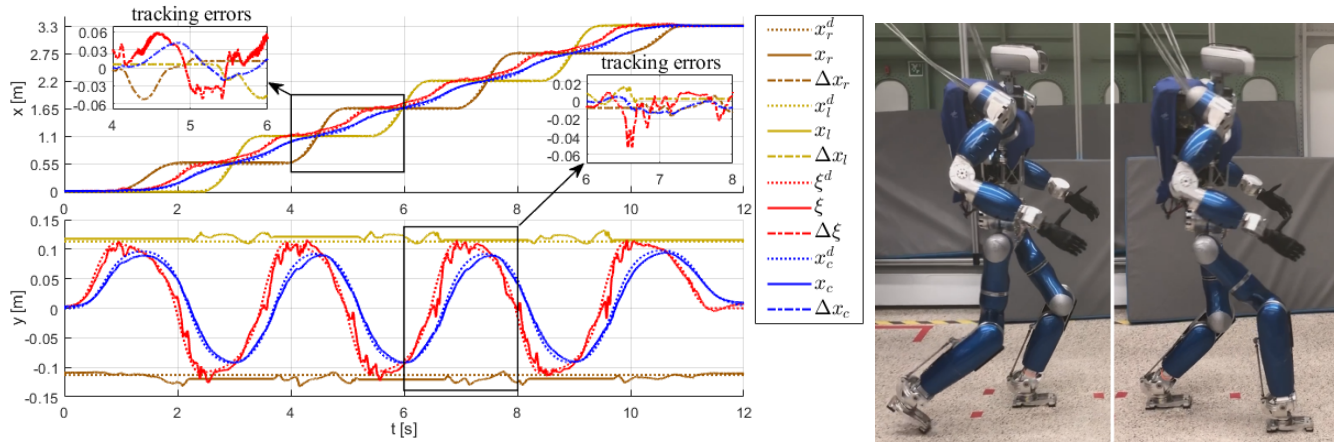 tracking errors
0.06
0.03
0
-0.03
-0.06
4
5
6
x [m]
3.3
2.75
2.2
1.65
1.1
0.55
0
tracking errors
0.02
0
-0.02
-0.04
-0.06
6
7
8
0
2
4
6
8
10
12
y [m]
0.15
0.1
0.05
0
-0.05
-0.1
-0.15
0
2
4
6
8
10
12
t [s]
x_r^d
x_r
Δx_r
x_l^d
x_l
Δx_l
ξ^d
ξ
Δξ
x_c^d
x_c
Δx_c